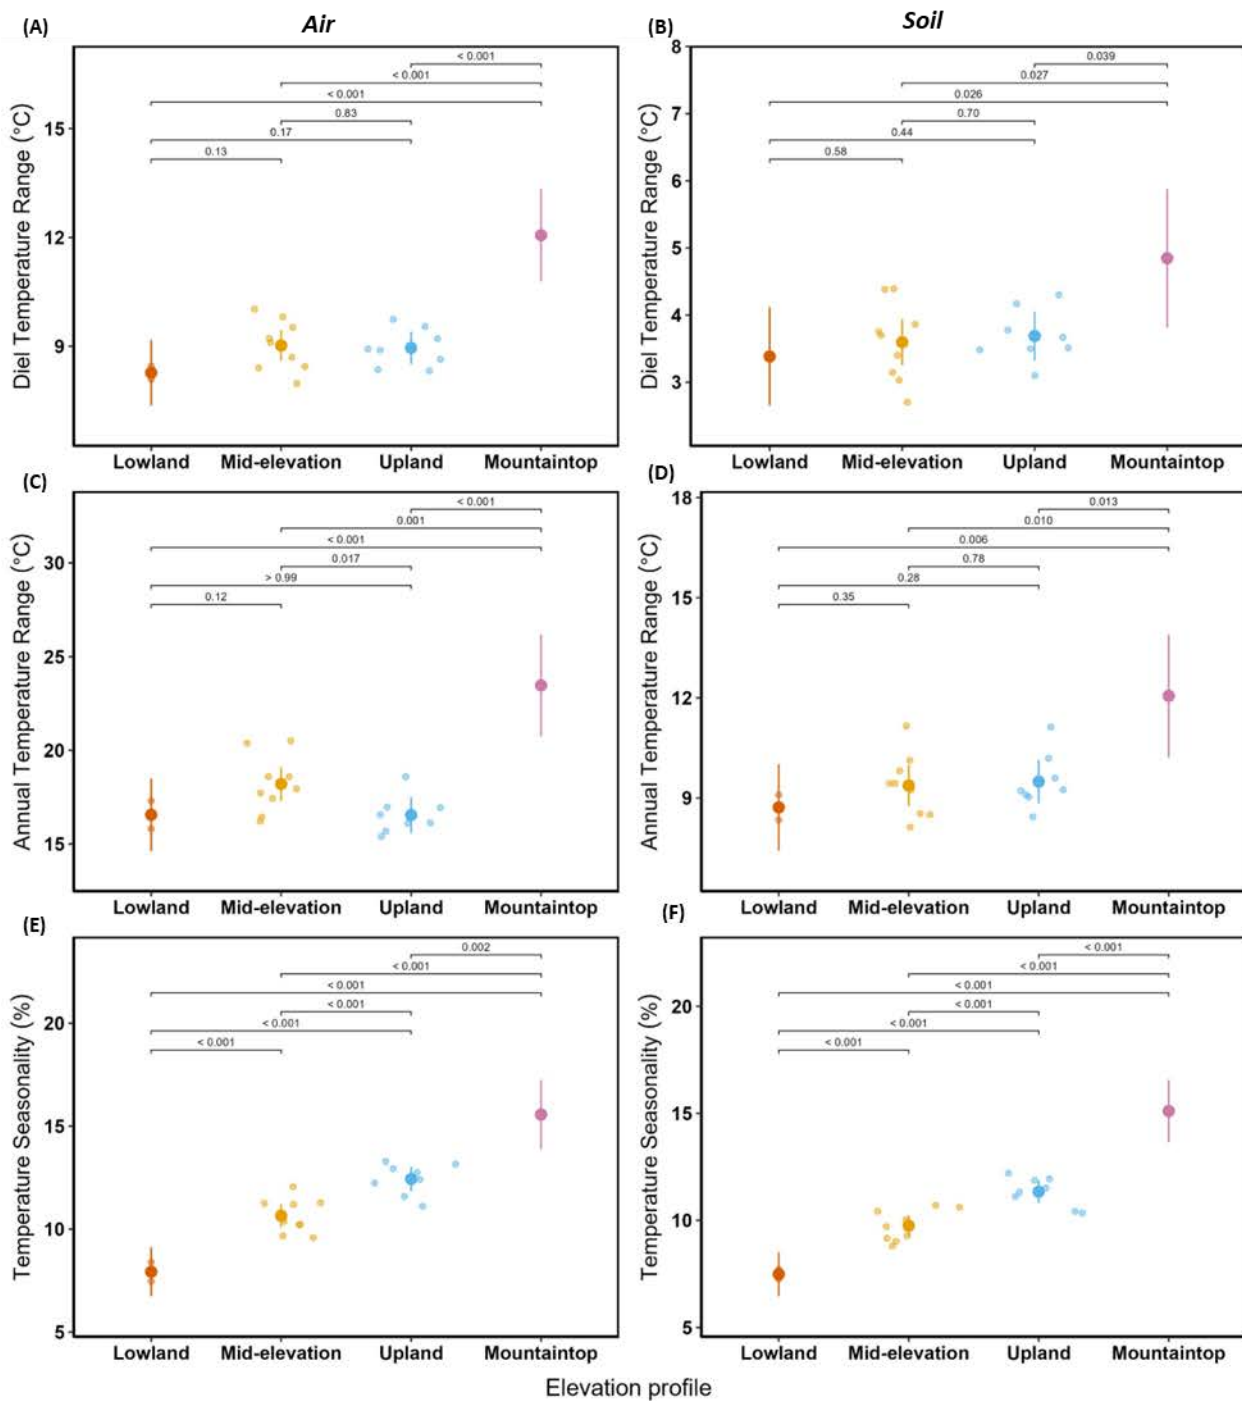 (A)
Air
(B)
Soil
Diel Temperature Range (°C)
15
12
9
< 0.001
< 0.001
< 0.001
0.83
0.17
0.13
Lowland Mid-elevation Upland Mountaintop
Diel Temperature Range (°C)
8
7
6
5
4
3
0.039
0.027
0.026
0.70
0.44
0.58
Lowland Mid-elevation Upland Mountaintop
(C)
Annual Temperature Range (°C)
30
25
20
15
< 0.001
0.001
< 0.001
0.017
> 0.99
0.12
Lowland Mid-elevation Upland Mountaintop
(D)
Annual Temperature Range (°C)
18
15
12
9
0.013
0.010
0.006
0.78
0.28
0.35
Lowland Mid-elevation Upland Mountaintop
(E)
Temperature Seasonality (%)
20
15
10
5
0.002
< 0.001
< 0.001
< 0.001
< 0.001
< 0.001
Lowland Mid-elevation Upland Mountaintop
(F)
Temperature Seasonality (%)
20
15
10
5
< 0.001
< 0.001
< 0.001
< 0.001
< 0.001
< 0.001
Lowland Mid-elevation Upland Mountaintop
Elevation profile